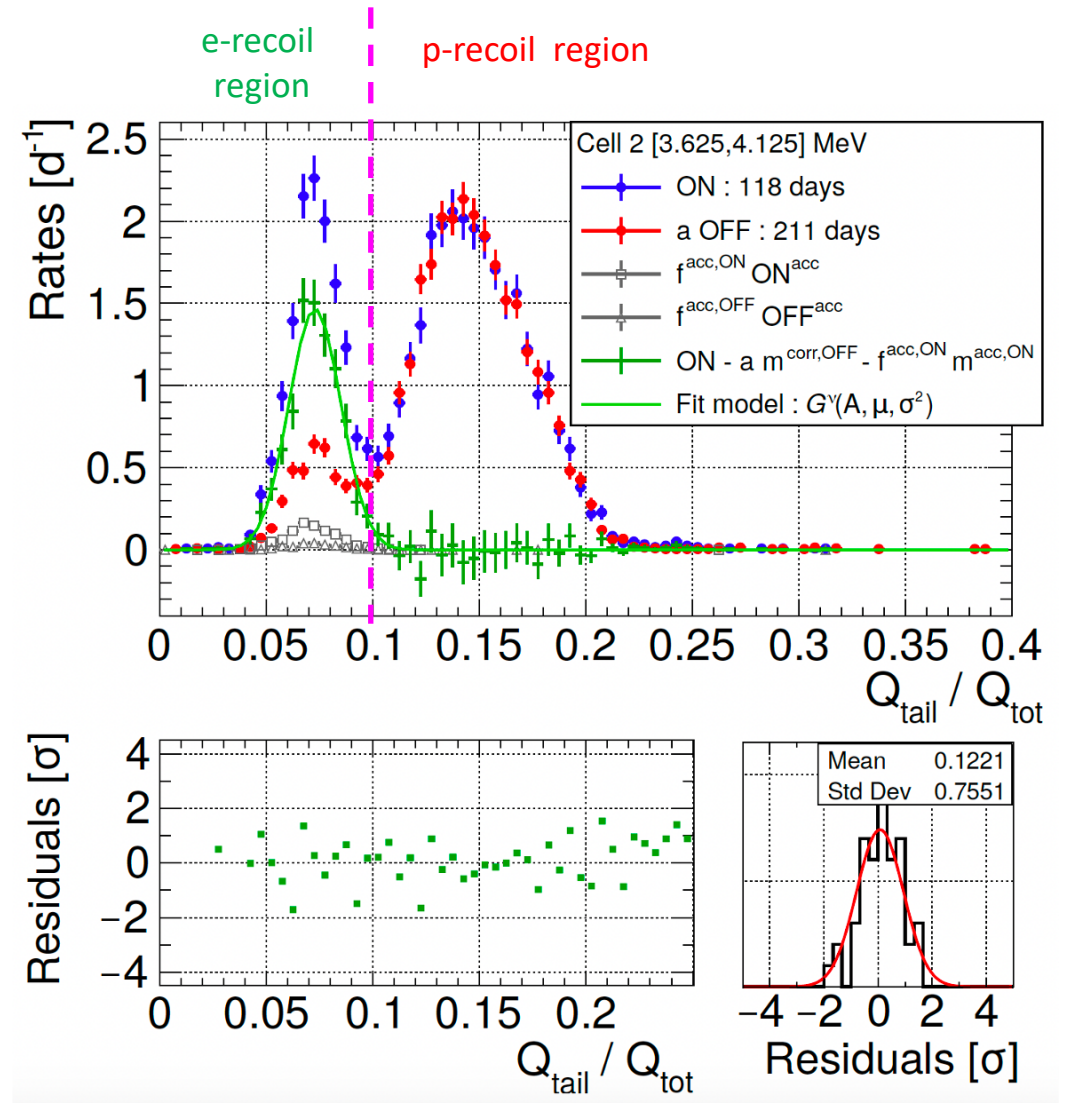 e-recoil
region
p-recoil region
Rates [d⁻¹]
2.5
2
1.5
1
0.5
0
Cell 2 [3.625,4.125] MeV
ON : 118 days
a OFF : 211 days
f^acc,ON ON^acc
f^acc,OFF OFF^acc
ON - a m^corr,OFF - f^acc,ON m^acc,ON
Fit model : G^ν(A, μ, σ²)
0 0.05 0.1 0.15 0.2 0.25 0.3 0.35 0.4
Q_tail / Q_tot
Residuals [σ]
4
2
0
−2
−4
0 0.05 0.1 0.15 0.2
Q_tail / Q_tot
Mean 0.1221
Std Dev 0.7551
−4 −2 0 2 4
Residuals [σ]